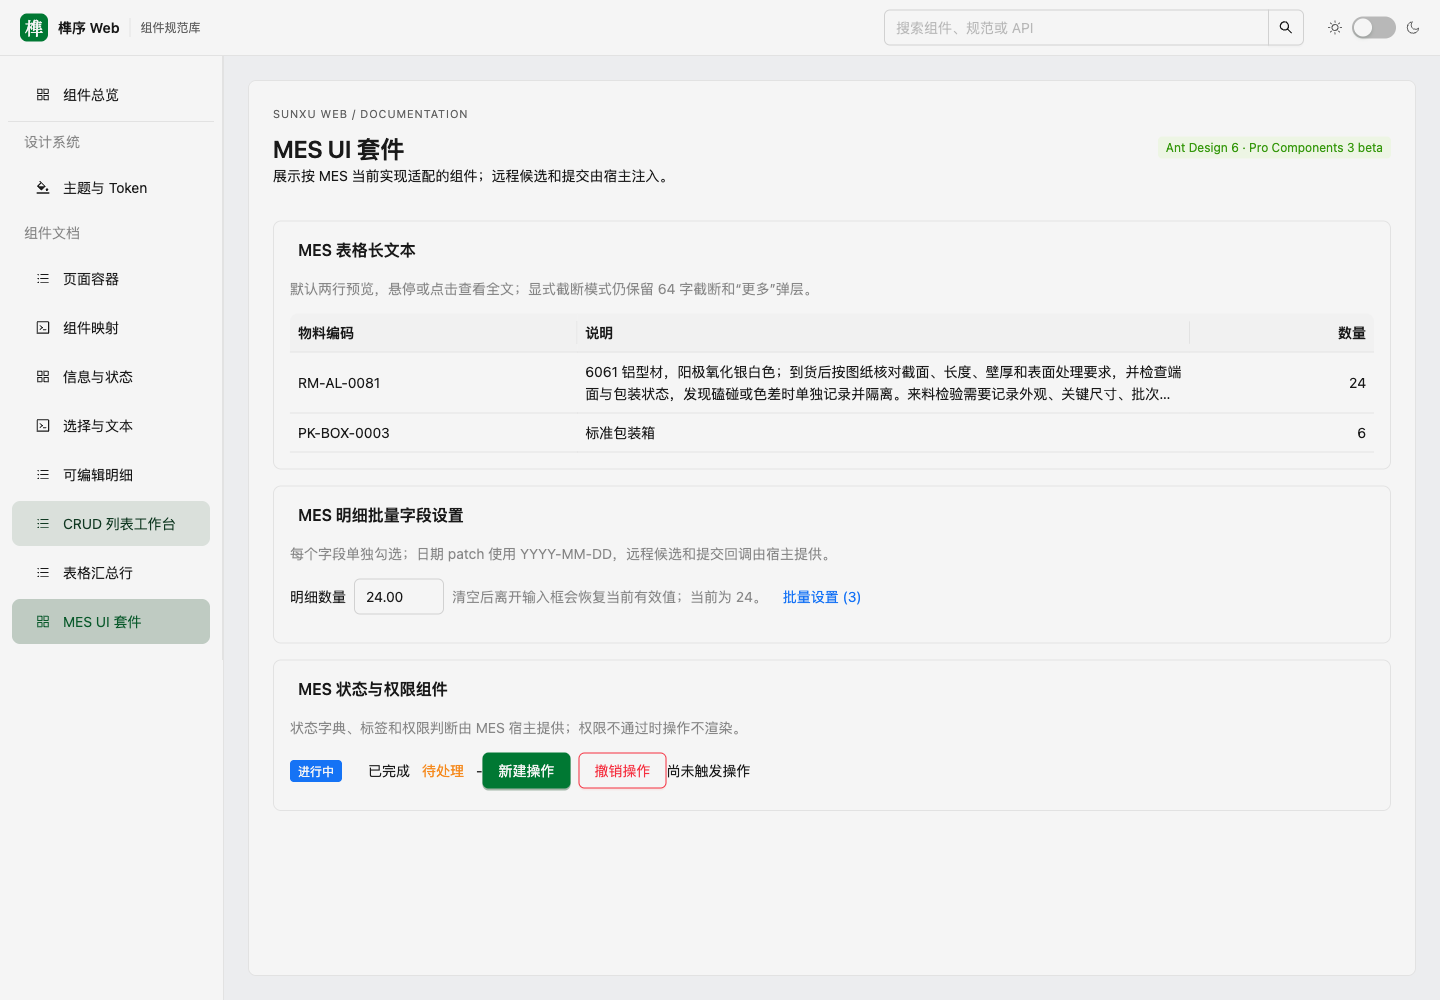 榫
榫序 Web
组件规范库
搜索组件、规范或 API
组件总览
设计系统
主题与 Token
组件文档
页面容器
组件映射
信息与状态
选择与文本
可编辑明细
CRUD 列表工作台
表格汇总行
MES UI 套件
SUNXU WEB / DOCUMENTATION
MES UI 套件
Ant Design 6 · Pro Components 3 beta
展示按 MES 当前实现适配的组件；远程候选和提交由宿主注入。
MES 表格长文本
默认两行预览，悬停或点击查看全文；显式截断模式仍保留 64 字截断和“更多”弹层。
物料编码 说明 数量
RM-AL-0081
6061 铝型材，阳极氧化银白色；到货后按图纸核对截面、长度、壁厚和表面处理要求，并检查端
面与包装状态，发现磕碰或色差时单独记录并隔离。来料检验需要记录外观、关键尺寸、批次...
24
PK-BOX-0003 标准包装箱 6
MES 明细批量字段设置
每个字段单独勾选；日期 patch 使用 YYYY-MM-DD，远程候选和提交回调由宿主提供。
明细数量 24.00 清空后离开输入框会恢复当前有效值；当前为 24。 批量设置 (3)
MES 状态与权限组件
状态字典、标签和权限判断由 MES 宿主提供；权限不通过时操作不渲染。
进行中 已完成 待处理 - 新建操作 撤销操作 尚未触发操作